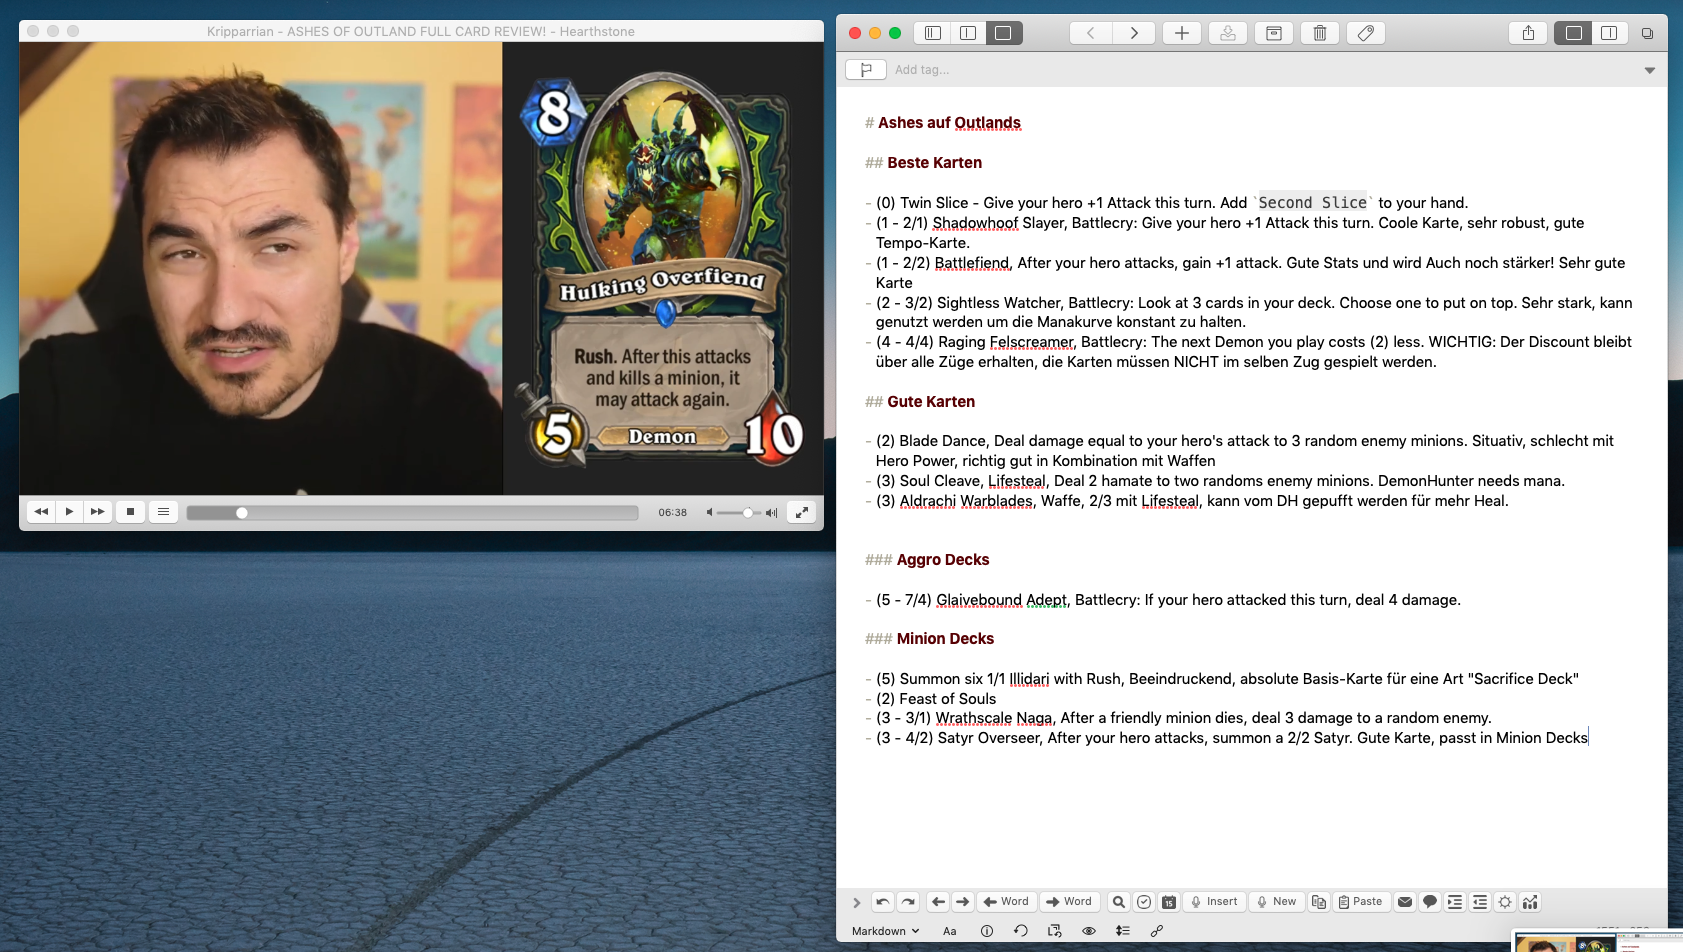 Kripparrian - ASHES OF OUTLAND FULL CARD REVIEW! - Hearthstone
8
Hulking Overfiend
Rush. After this attacks
and kills a minion, it
may attack again.
5
Demon
10
06:38
Add tag...
# Ashes auf Outlands
## Beste Karten
- (0) Twin Slice - Give your hero +1 Attack this turn. Add `Second Slice` to your hand.
- (1 - 2/1) Shadowhoof Slayer, Battlecry: Give your hero +1 Attack this turn. Coole Karte, sehr robust, gute
Tempo-Karte.
- (1 - 2/2) Battlefiend, After your hero attacks, gain +1 attack. Gute Stats und wird Auch noch stärker! Sehr gute
Karte
- (2 - 3/2) Sightless Watcher, Battlecry: Look at 3 cards in your deck. Choose one to put on top. Sehr stark, kann
genutzt werden um die Manakurve konstant zu halten.
- (4 - 4/4) Raging Felscreamer, Battlecry: The next Demon you play costs (2) less. WICHTIG: Der Discount bleibt
über alle Züge erhalten, die Karten müssen NICHT im selben Zug gespielt werden.
## Gute Karten
- (2) Blade Dance, Deal damage equal to your hero's attack to 3 random enemy minions. Situativ, schlecht mit
Hero Power, richtig gut in Kombination mit Waffen
- (3) Soul Cleave, Lifesteal, Deal 2 hamate to two randoms enemy minions. DemonHunter needs mana.
- (3) Aldrachi Warblades, Waffe, 2/3 mit Lifesteal, kann vom DH gepufft werden für mehr Heal.
### Aggro Decks
- (5 - 7/4) Glaivebound Adept, Battlecry: If your hero attacked this turn, deal 4 damage.
### Minion Decks
- (5) Summon six 1/1 Illidari with Rush, Beeindruckend, absolute Basis-Karte für eine Art "Sacrifice Deck"
- (2) Feast of Souls
- (3 - 3/1) Wrathscale Naga, After a friendly minion dies, deal 3 damage to a random enemy.
- (3 - 4/2) Satyr Overseer, After your hero attacks, summon a 2/2 Satyr. Gute Karte, passt in Minion Decks
Word Word 15 Insert New Paste
Markdown Aa